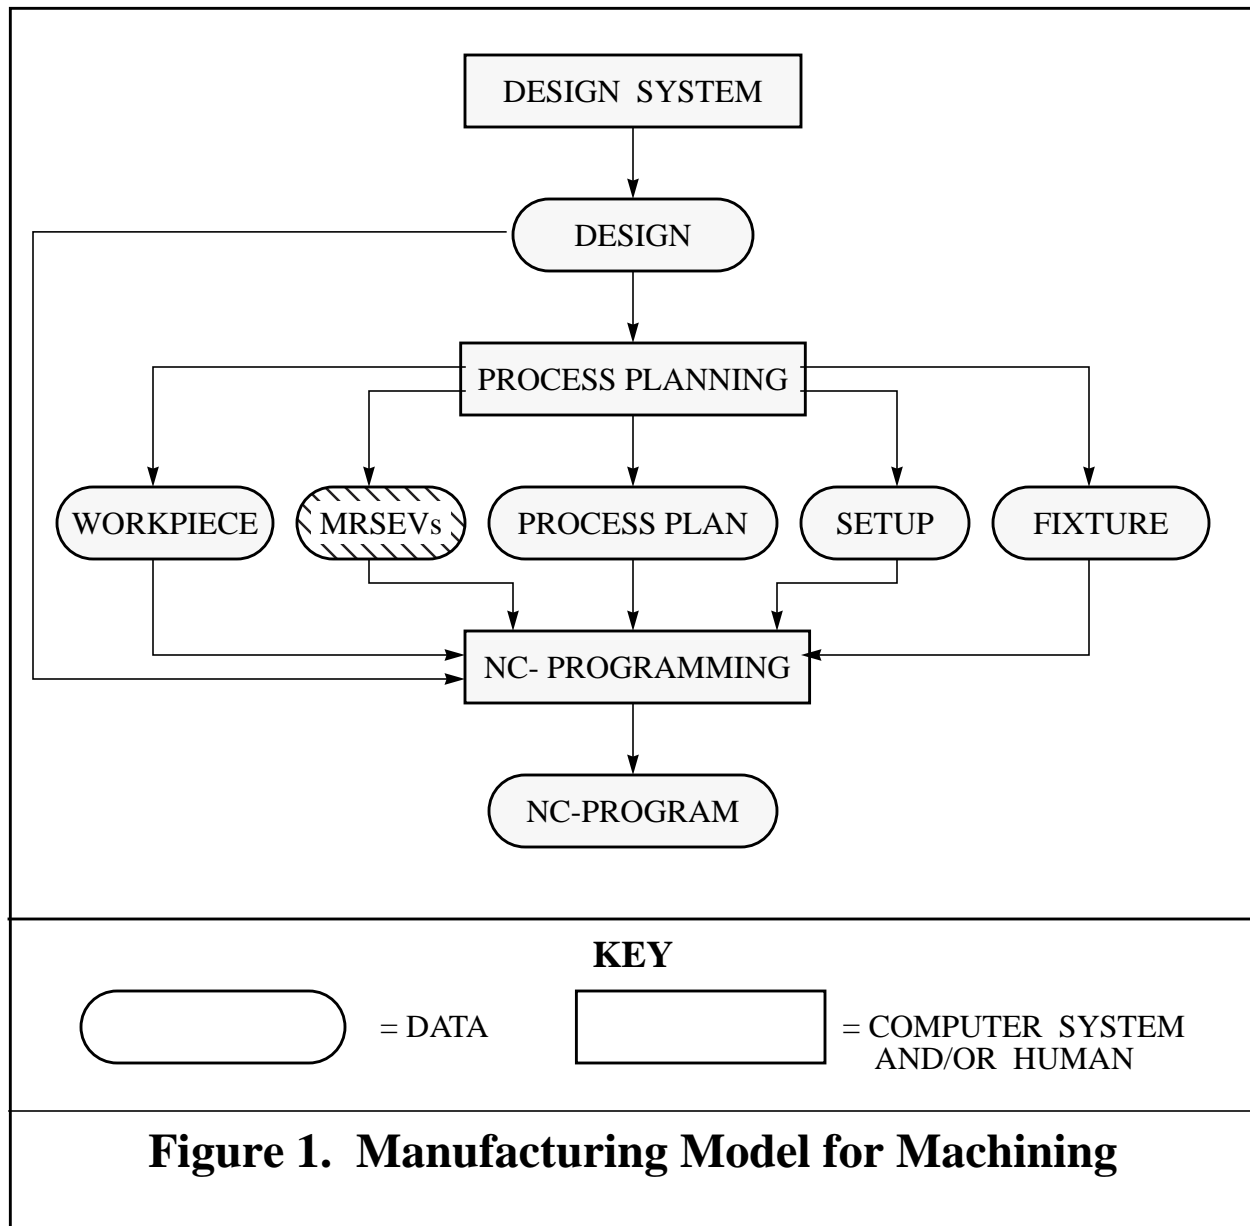 DESIGN SYSTEM
DESIGN
PROCESS PLANNING
WORKPIECE
MRSEVs
PROCESS PLAN
SETUP
FIXTURE
NC- PROGRAMMING
NC-PROGRAM
KEY
= DATA
= COMPUTER SYSTEM
AND/OR HUMAN
Figure 1. Manufacturing Model for Machining